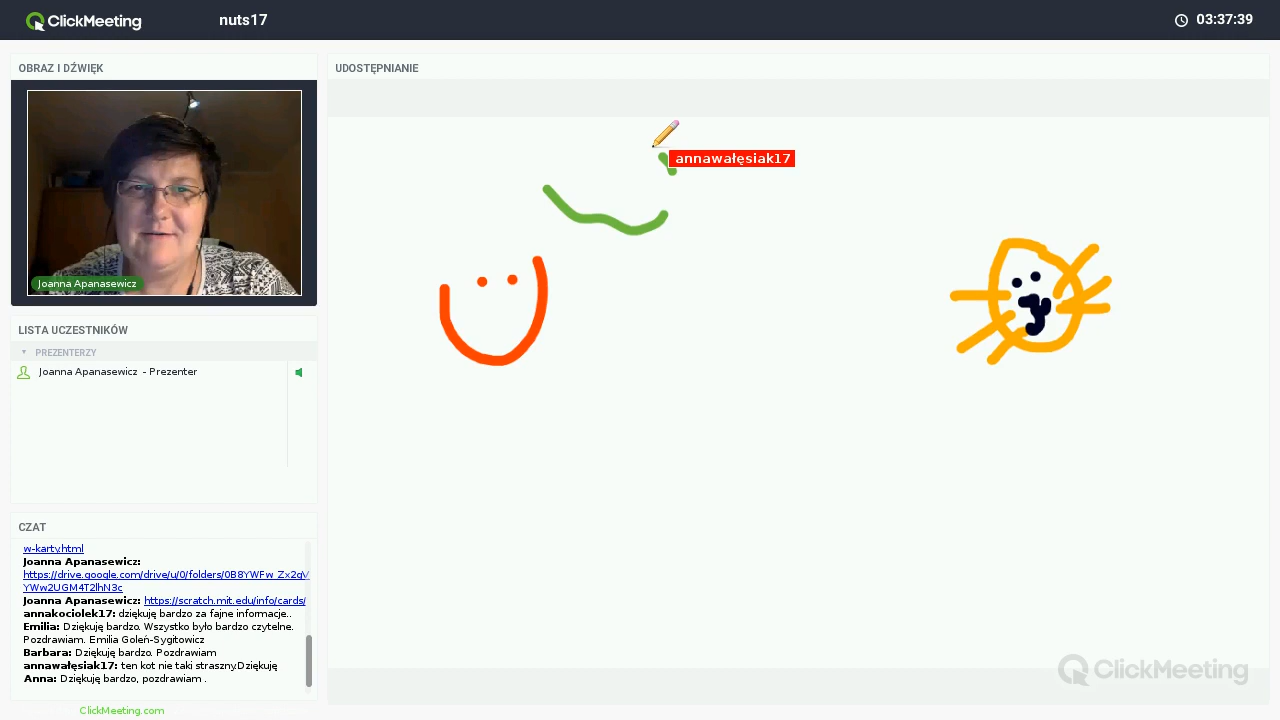 ClickMeeting
nuts17
03:37:39
OBRAZ I DŹWIĘK
Joanna Apanasewicz
LISTA UCZESTNIKÓW
PREZENTERZY
Joanna Apanasewicz - Prezenter
CZAT
w-karty.html
Joanna Apanasewicz:
https://drive.google.com/drive/u/0/folders/0B8YWFw_Zx2gV
YWw2UGM4T2lhN3c
Joanna Apanasewicz: https://scratch.mit.edu/info/cards/
annakociolek17: dziękuję bardzo za fajne informacje..
Emilia: Dziękuję bardzo. Wszystko było bardzo czytelne.
Pozdrawiam. Emilia Goleń-Sygitowicz
Barbara: Dziękuję bardzo. Pozdrawiam
annawałęsiak17: ten kot nie taki straszny.Dziękuję
Anna: Dziękuję bardzo, pozdrawiam .
ClickMeeting.com
UDOSTĘPNIANIE
annawałęsiak17
ClickMeeting